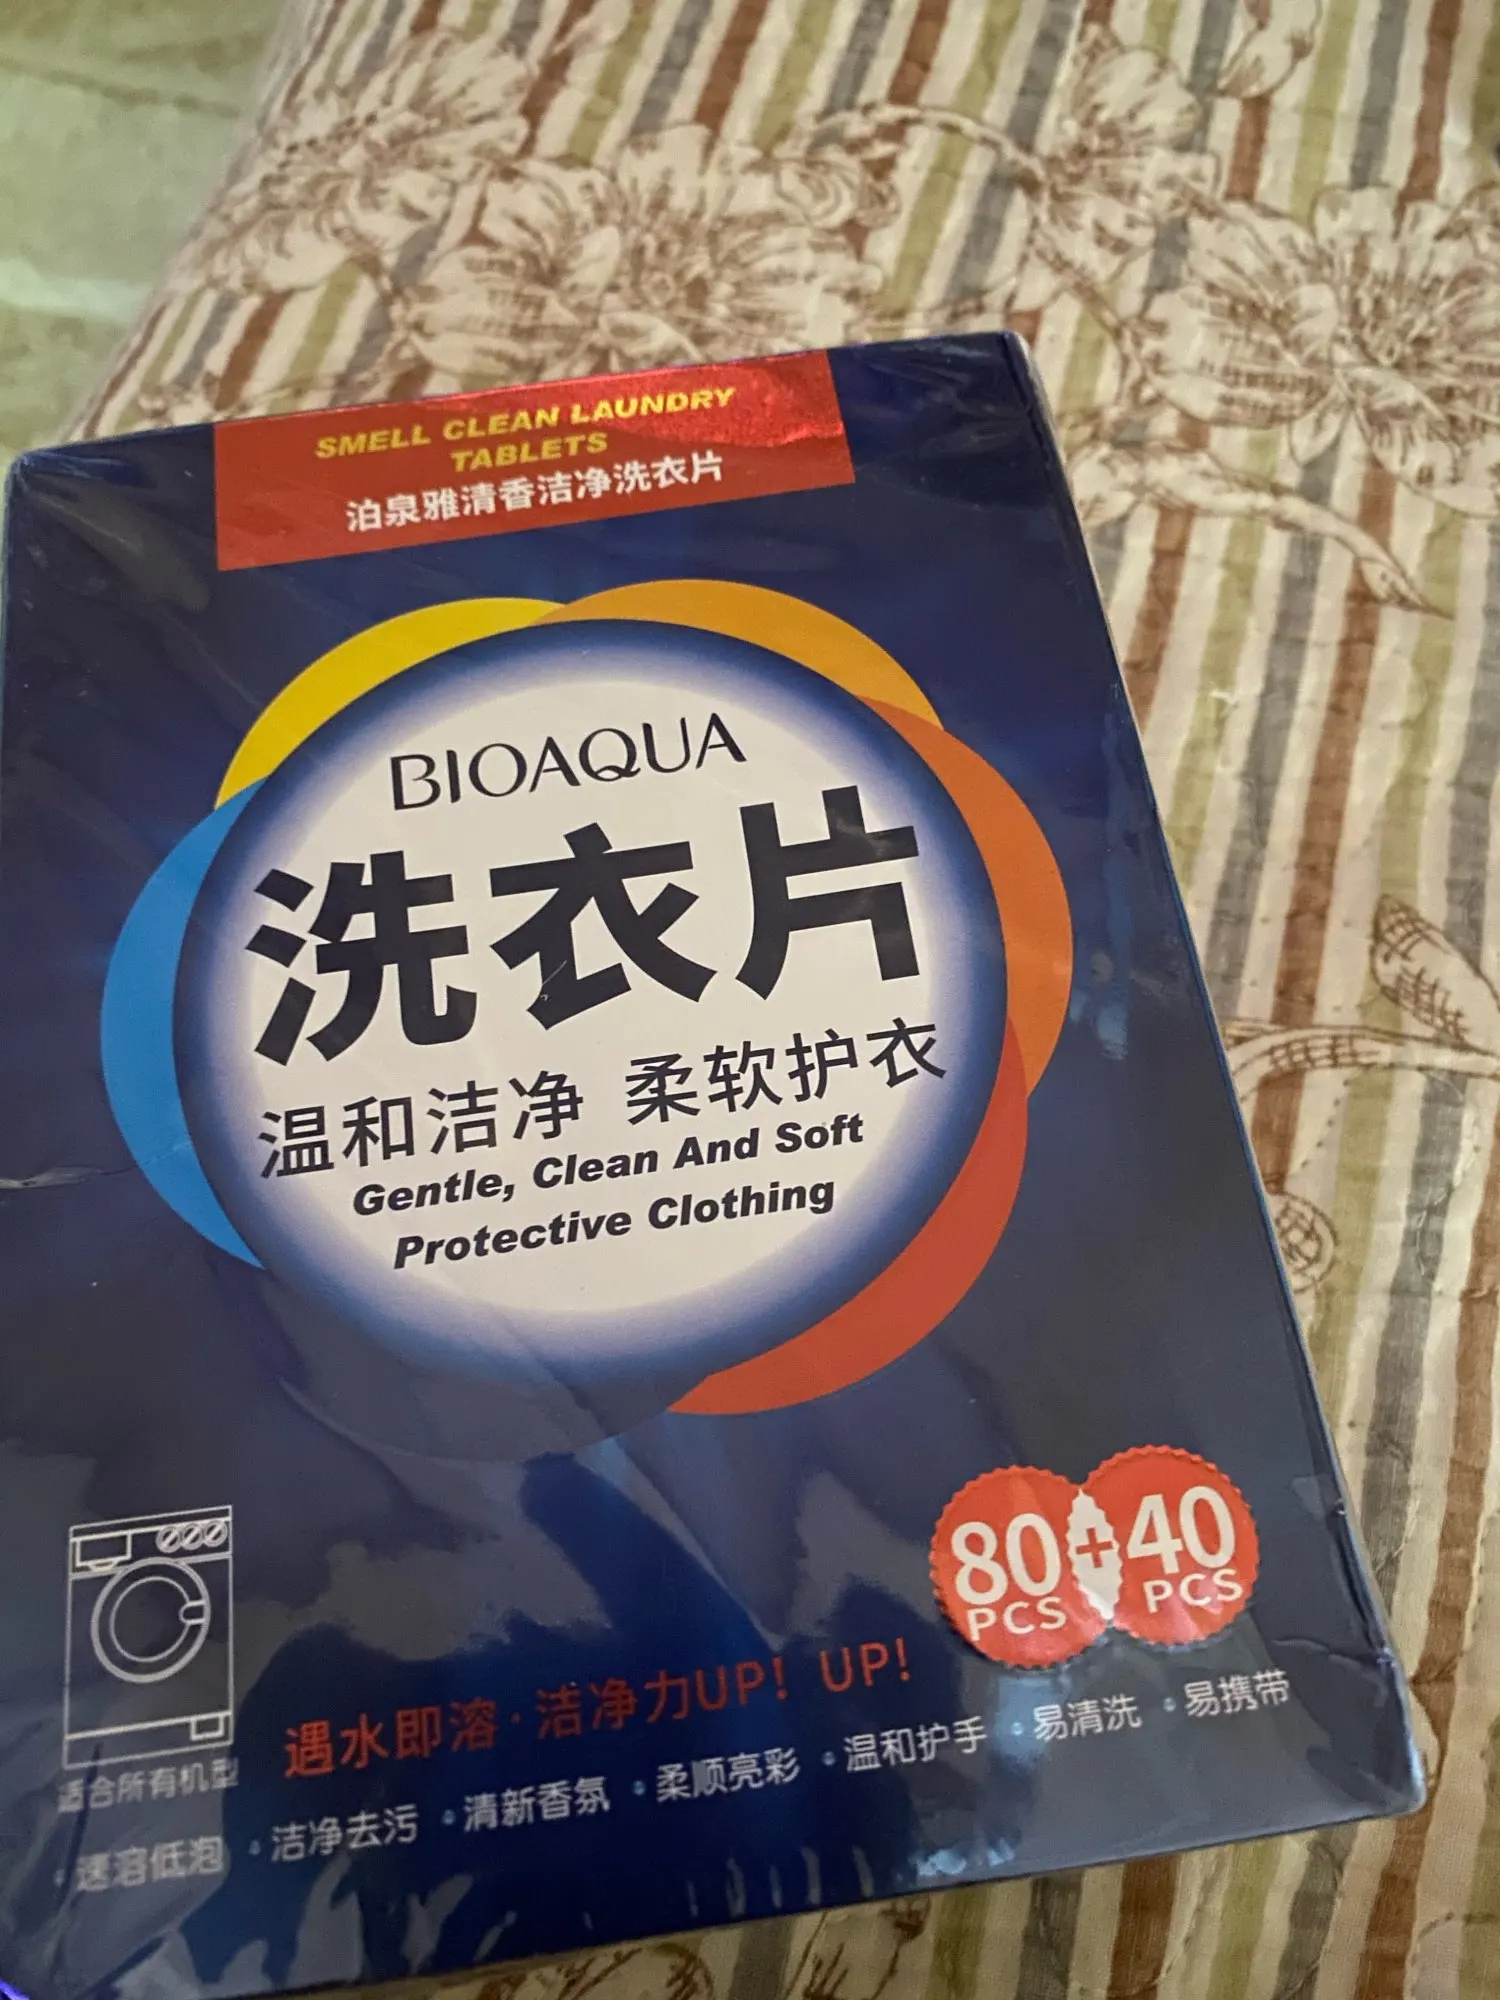 SMELL CLEAN LAUNDRY
TABLETS
泊泉雅清香洁净洗衣片
BIOAQUA
洗衣片
温和洁净 柔软护衣
Gentle, Clean And Soft
Protective Clothing
80 + 40
PCS PCS
遇水即溶·洁净力UP! UP!
适合所有机型
·速溶低泡 ·洁净去污 ·清新香氛 ·柔顺亮彩 ·温和护手 ·易清洗 ·易携带